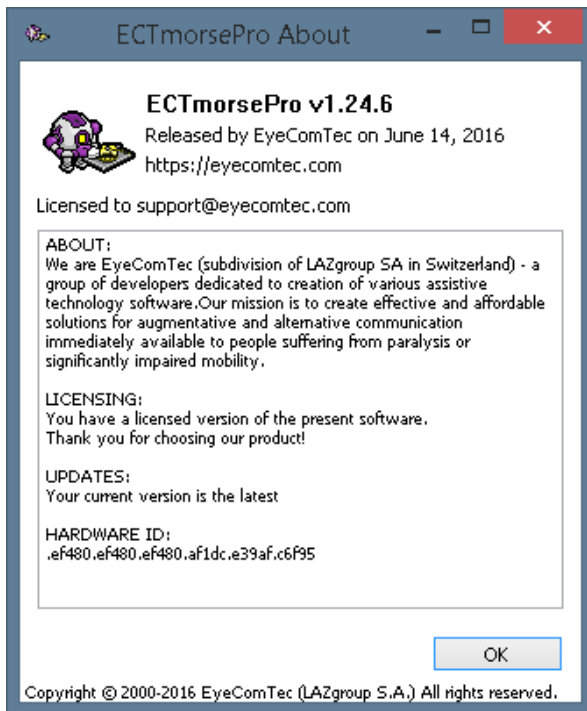 ECTmorsePro About
ECTmorsePro v1.24.6
Released by EyeComTec on June 14, 2016
https://eyecomtec.com
Licensed to support@eyecomtec.com
ABOUT:
We are EyeComTec (subdivision of LAZgroup SA in Switzerland) - a
group of developers dedicated to creation of various assistive
technology software.Our mission is to create effective and affordable
solutions for augmentative and alternative communication
immediately available to people suffering from paralysis or
significantly impaired mobility.
LICENSING:
You have a licensed version of the present software.
Thank you for choosing our product!
UPDATES:
Your current version is the latest
HARDWARE ID:
.ef480.ef480.ef480.af1dc.e39af.c6f95
OK
Copyright © 2000-2016 EyeComTec (LAZgroup S.A.) All rights reserved.